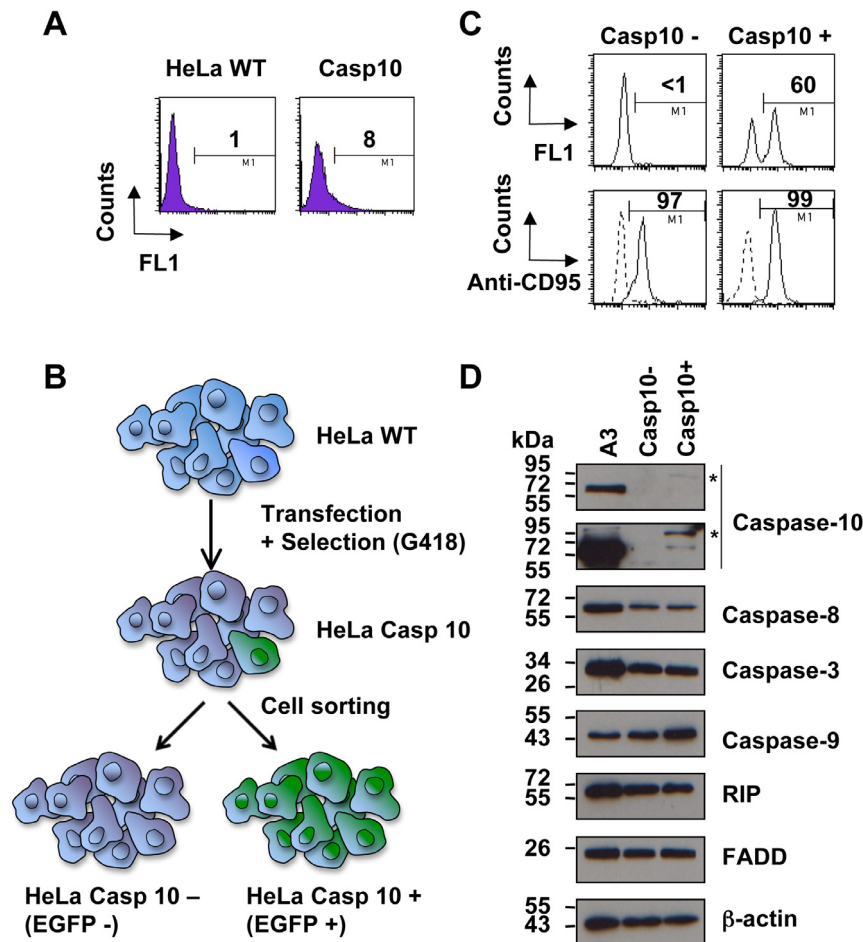 A
HeLa WT
Casp10
1
M1
8
M1
Counts
FL1
C
Casp10 -
Casp10 +
Counts
<1
M1
60
M1
FL1
Counts
97
M1
99
M1
Anti-CD95
B
HeLa WT
Transfection
+ Selection (G418)
HeLa Casp 10
Cell sorting
HeLa Casp 10 –
(EGFP -)
HeLa Casp 10 +
(EGFP +)
D
kDa
A3
Casp10-
Casp10+
95
72
55
*
95
72
55
*
Caspase-10
72
55
Caspase-8
34
26
Caspase-3
55
43
Caspase-9
72
55
RIP
26
FADD
55
43
β-actin